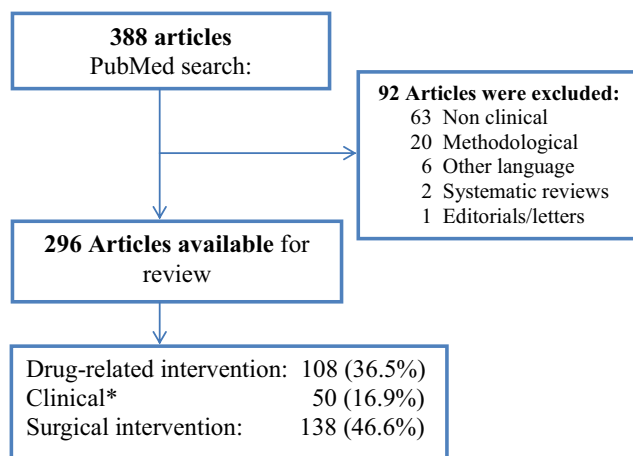 388 articles
PubMed search:
92 Articles were excluded:
63 Non clinical
20 Methodological
6 Other language
2 Systematic reviews
1 Editorials/letters
296 Articles available for
review
Drug-related intervention: 108 (36.5%)
Clinical* 50 (16.9%)
Surgical intervention: 138 (46.6%)